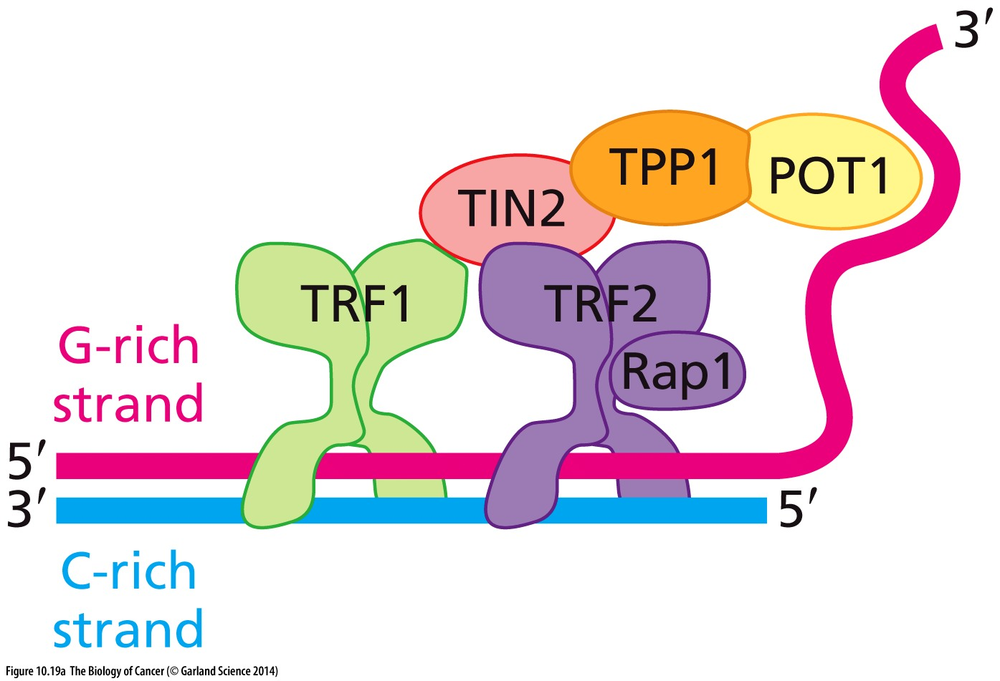 3′
TPP1
POT1
TIN2
TRF1
TRF2
G-rich
strand
Rap1
5′
3′
5′
C-rich
strand
Figure 10.19a The Biology of Cancer (© Garland Science 2014)